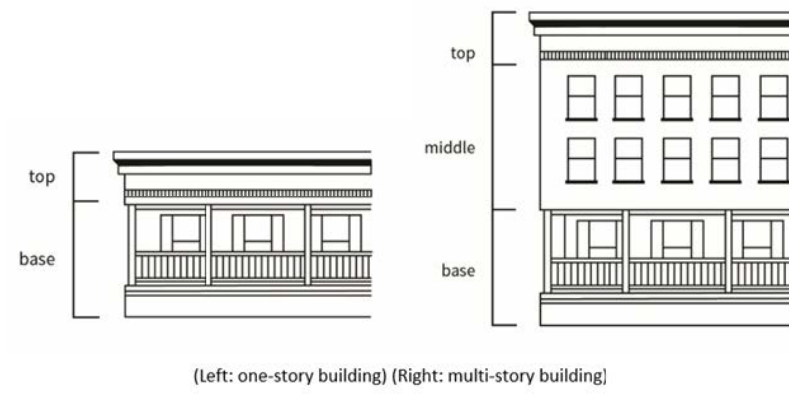 top
middle
base
top
base
(Left: one-story building) (Right: multi-story building)